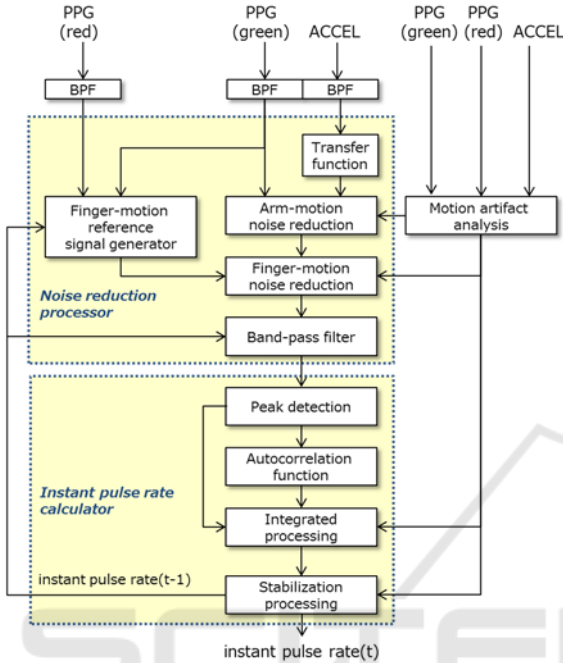 PPG
(red)
PPG
(green)
ACCEL
PPG
(green)
PPG
(red)
ACCEL
BPF
BPF
BPF
Transfer
function
Finger-motion
reference
signal generator
Arm-motion
noise reduction
Motion artifact
analysis
Finger-motion
noise reduction
Noise reduction
processor
Band-pass filter
Peak detection
Autocorrelation
function
Instant pulse rate
calculator
Integrated
processing
instant pulse rate(t-1)
Stabilization
processing
instant pulse rate(t)